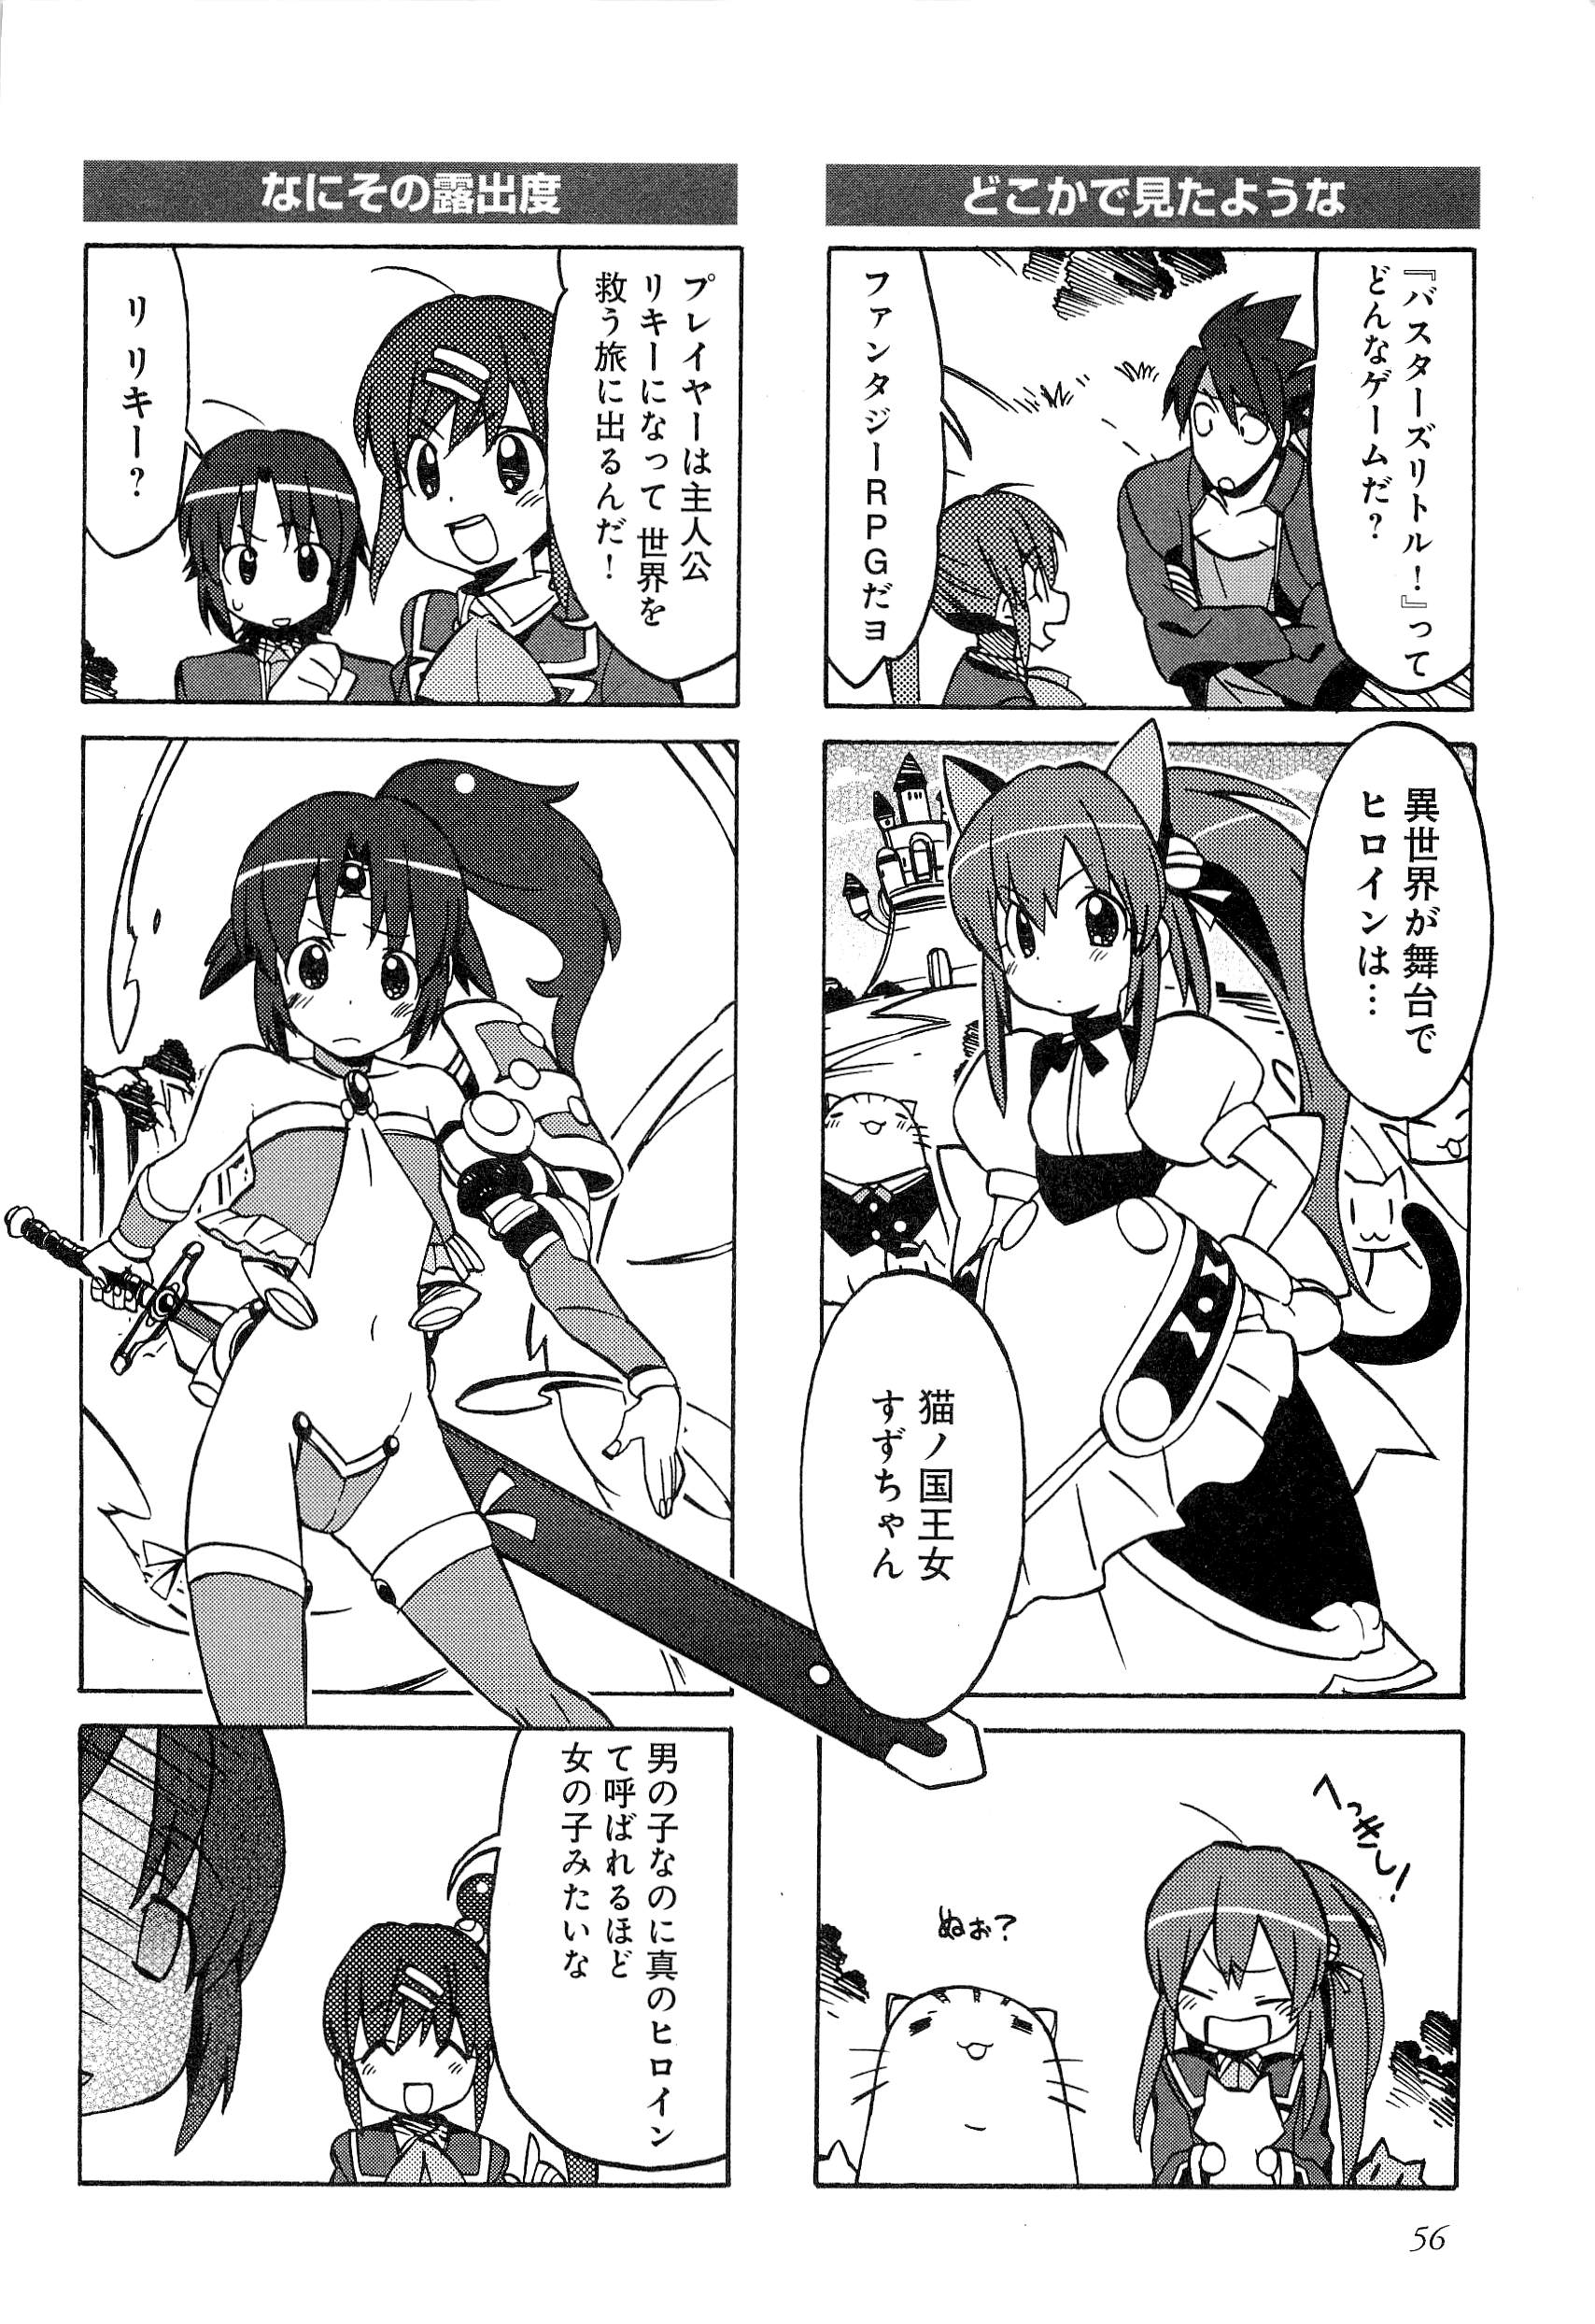 どこかで見たような
『バスターズリトル！』って
どんなゲームだ？
ファンタジーRPGだヨ
異世界が舞台で
ヒロインは…
猫ノ国王女
すずちゃん
へっきし！
ぬぉ？
なにその露出度
プレイヤーは主人公
リキーになって 世界を
救う旅に出るんだ！
リ リキー？
男の子なのに真のヒロイン
て呼ばれるほど
女の子みたいな
56